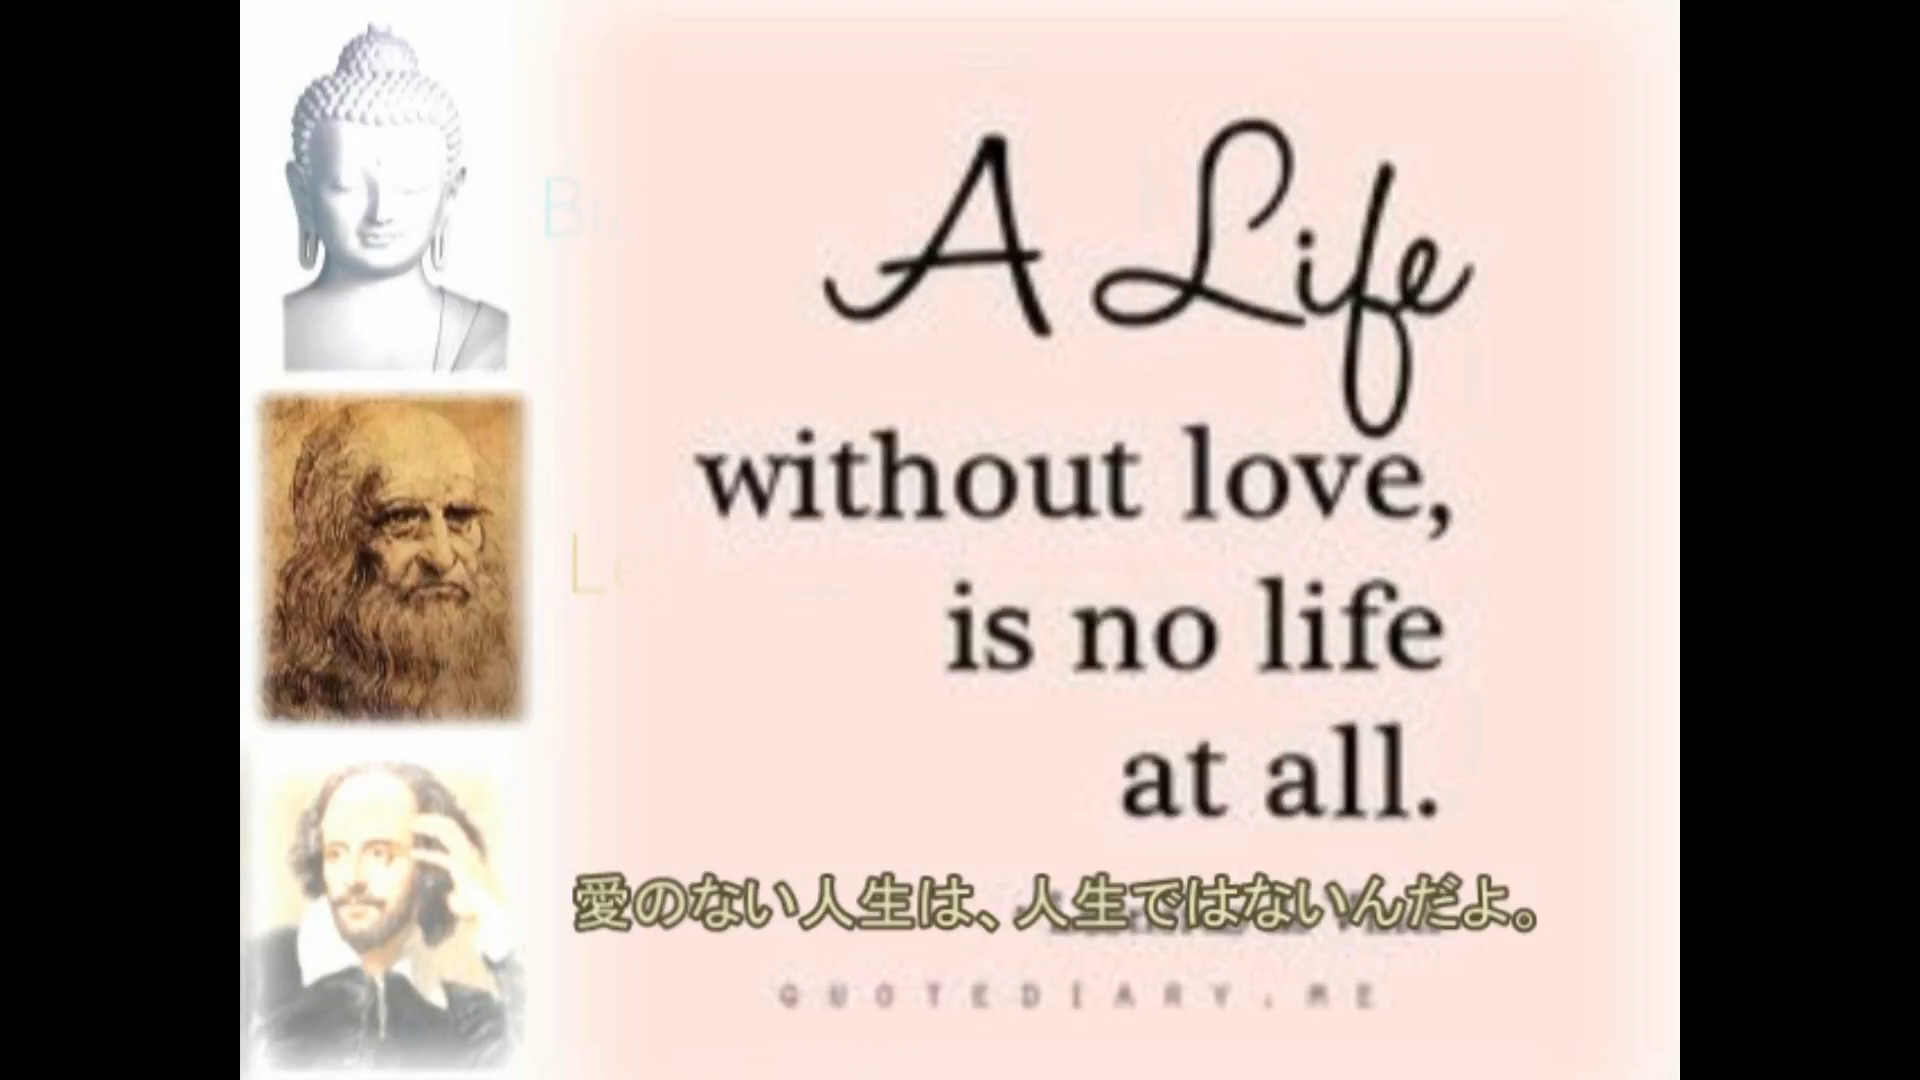 A Life
without love,
is no life
at all.
愛のない人生は、人生ではないんだよ。
QUOTEDIARY.ME